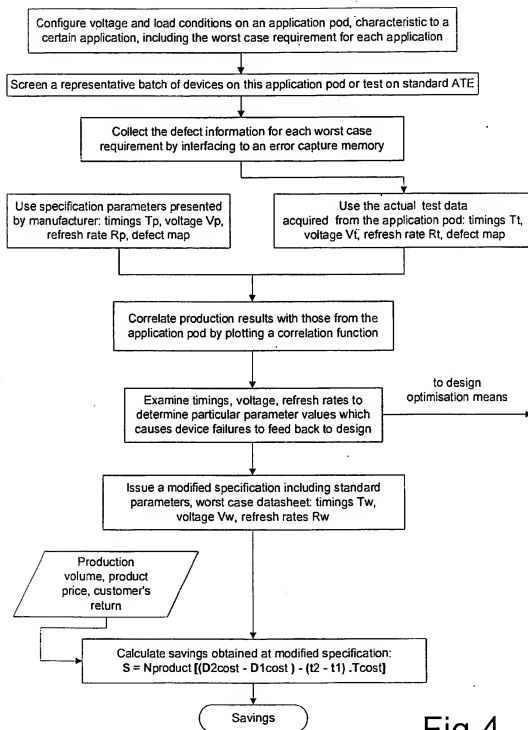 Configure voltage and load conditions on an application pod, characteristic to a
certain application, including the worst case requirement for each application
Screen a representative batch of devices on this application pod or test on standard ATE
Collect the defect information for each worst case
requirement by interfacing to an error capture memory
Use specification parameters presented
by manufacturer: timings Tp, voltage Vp,
refresh rate Rp, defect map
Use the actual test data
acquired from the application pod: timings Tt,
voltage Vt, refresh rate Rt, defect map
Correlate production results with those from the
application pod by plotting a correlation function
Examine timings, voltage, refresh rates to
determine particular parameter values which
causes device failures to feed back to design
to design
optimisation means
Issue a modified specification including standard
parameters, worst case datasheet: timings Tw,
voltage Vw, refresh rates Rw
Production
volume, product
price, customer's
return
Calculate savings obtained at modified specification:
S = Nproduct [(D2cost - D1cost ) - (t2 - t1) .Tcost]
Savings
Fig 4